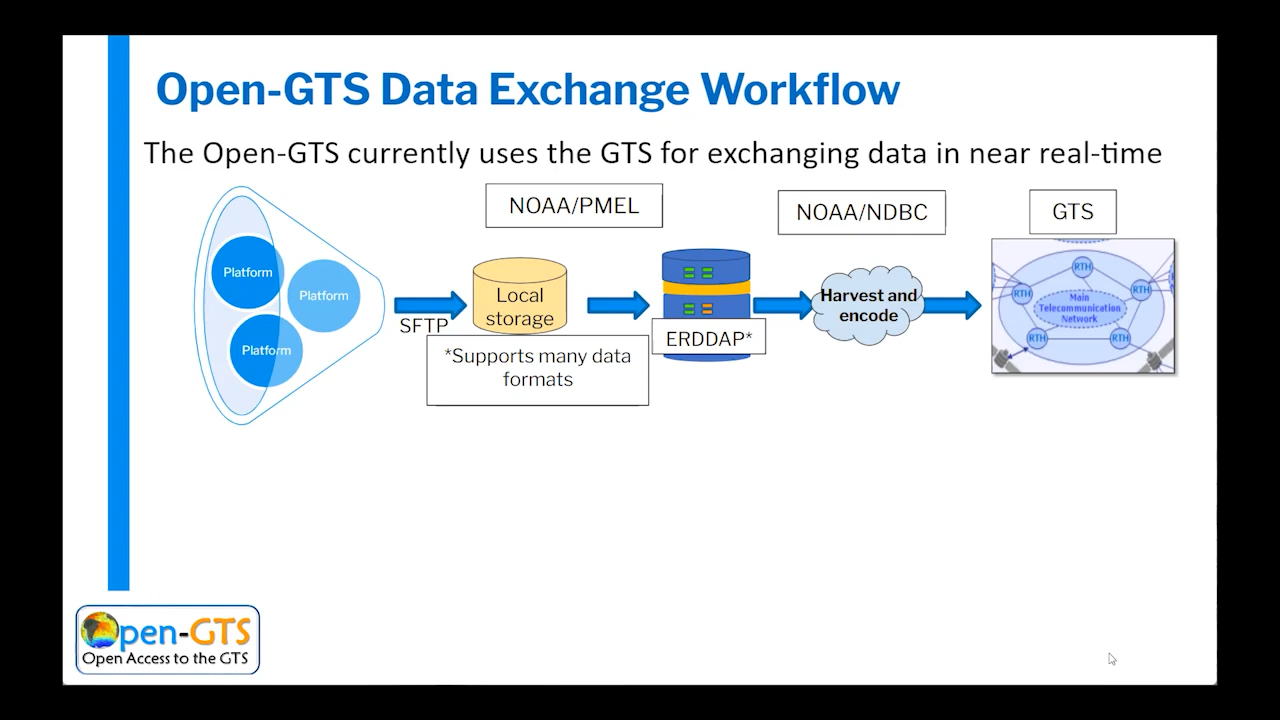 Open-GTS Data Exchange Workflow
The Open-GTS currently uses the GTS for exchanging data in near real-time
NOAA/PMEL
NOAA/NDBC
GTS
Platform
Platform
Platform
SFTP
Local
storage
*Supports many data
formats
ERDDAP*
Harvest and
encode
RTH
RTH
RTH
Main
Telecommunication
Network
RTH
RTH
Open-GTS
Open Access to the GTS